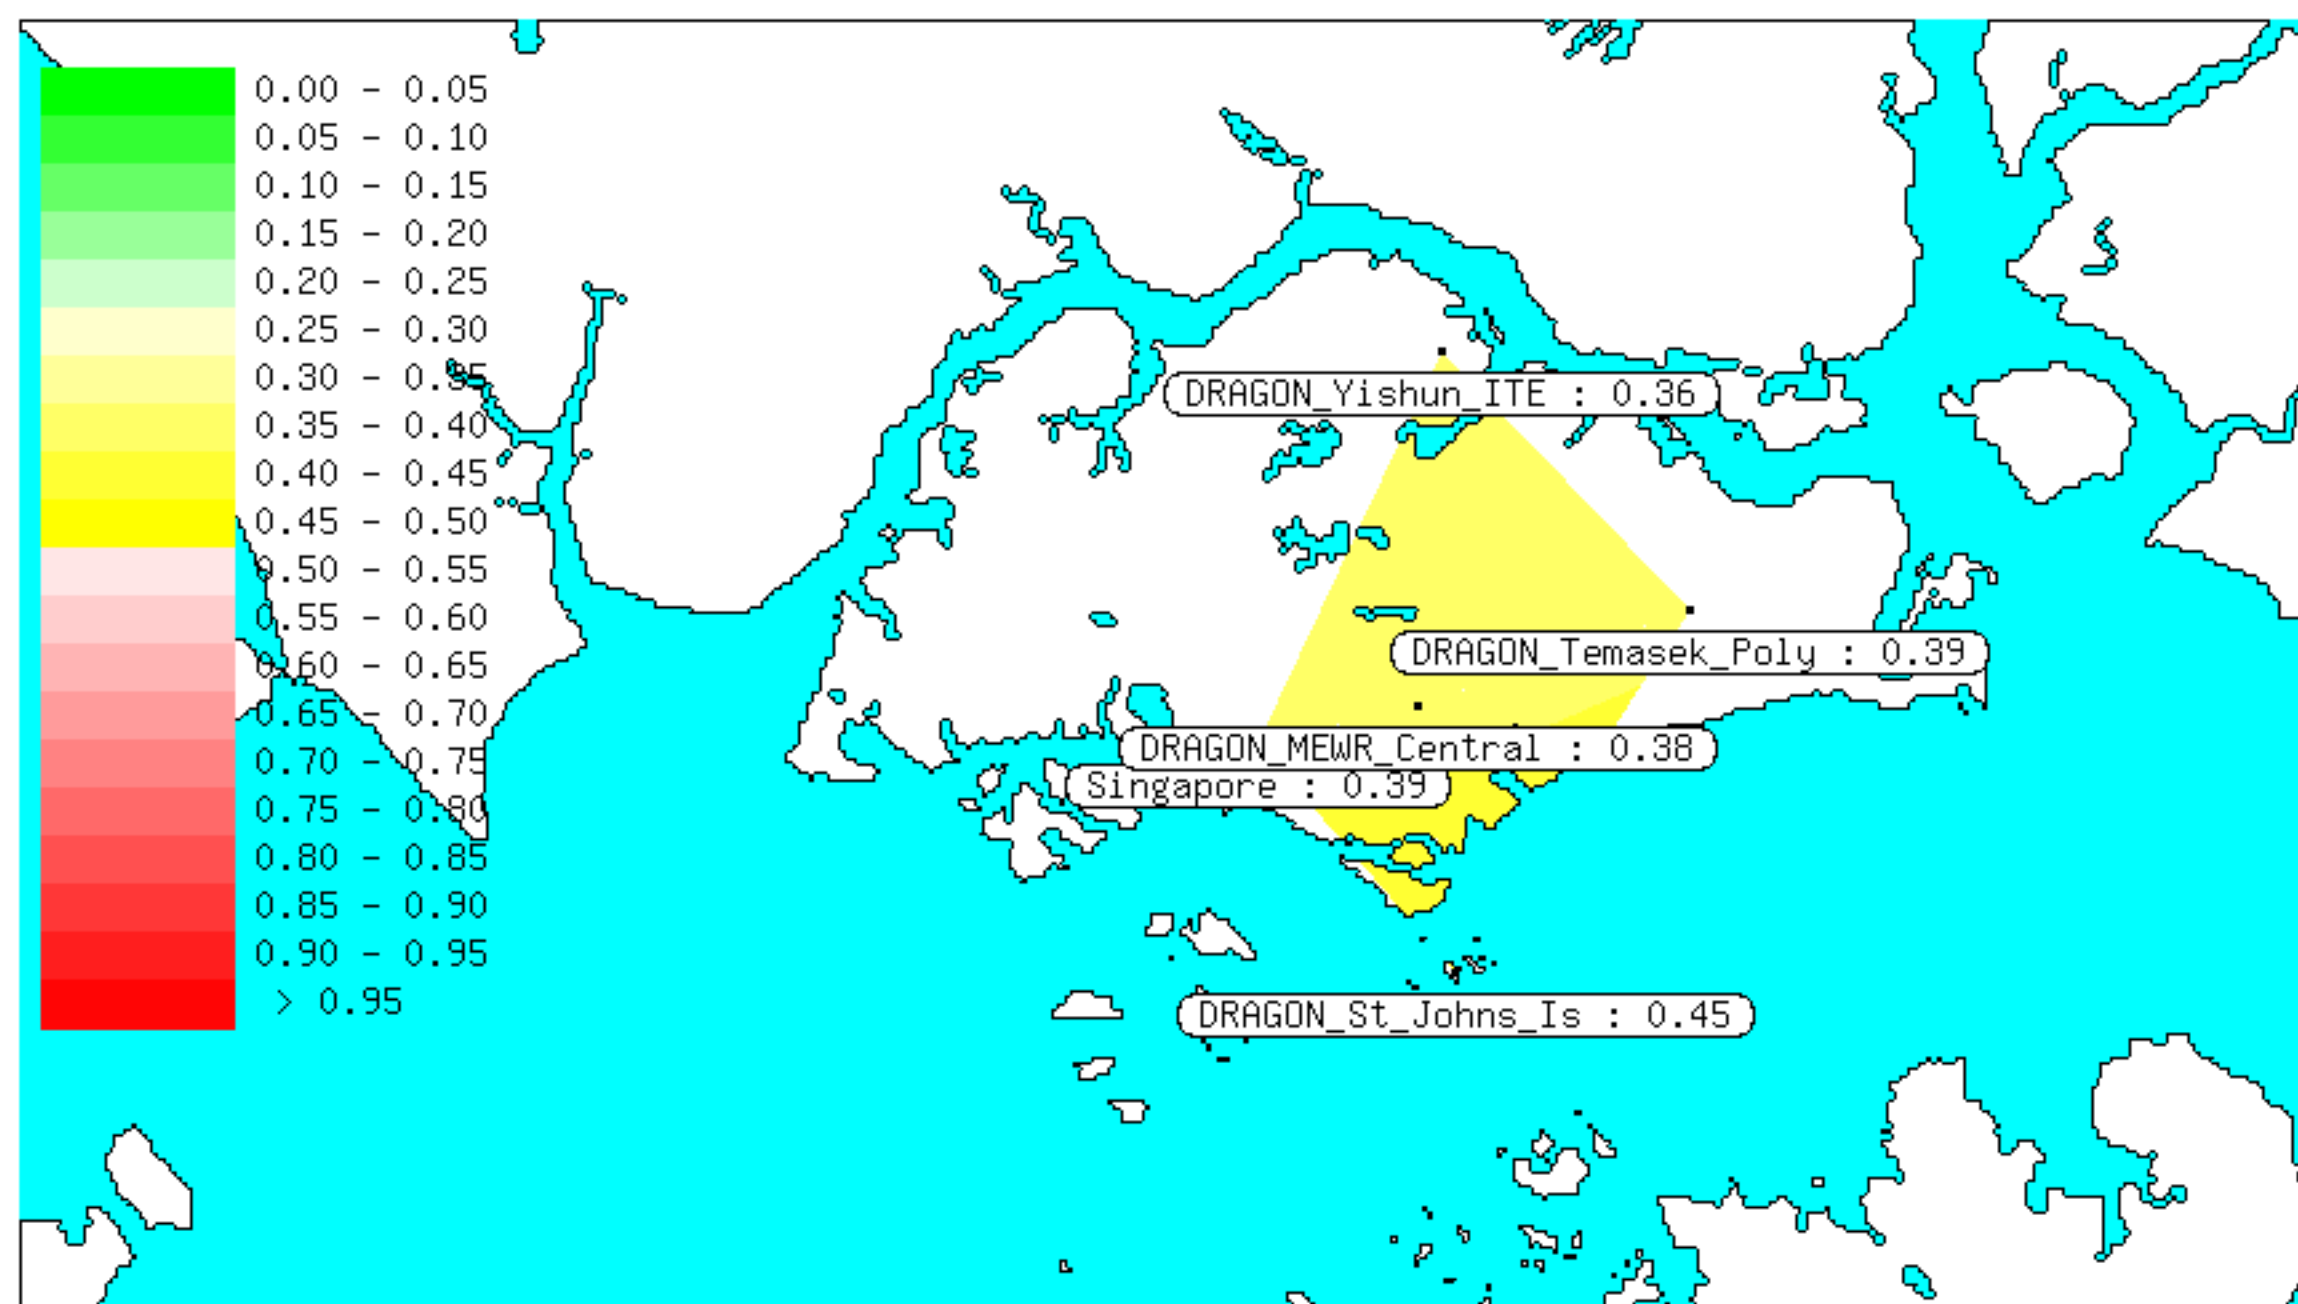 0.00 - 0.05
0.05 - 0.10
0.10 - 0.15
0.15 - 0.20
0.20 - 0.25
0.25 - 0.30
0.30 - 0.35
0.35 - 0.40
0.40 - 0.45
0.45 - 0.50
0.50 - 0.55
0.55 - 0.60
0.60 - 0.65
0.65 - 0.70
0.70 - 0.75
0.75 - 0.80
0.80 - 0.85
0.85 - 0.90
0.90 - 0.95
> 0.95
DRAGON_Yishun_ITE : 0.36
DRAGON_Temasek_Poly : 0.39
DRAGON_MEWR_Central : 0.38
Singapore : 0.39
DRAGON_St_Johns_Is : 0.45